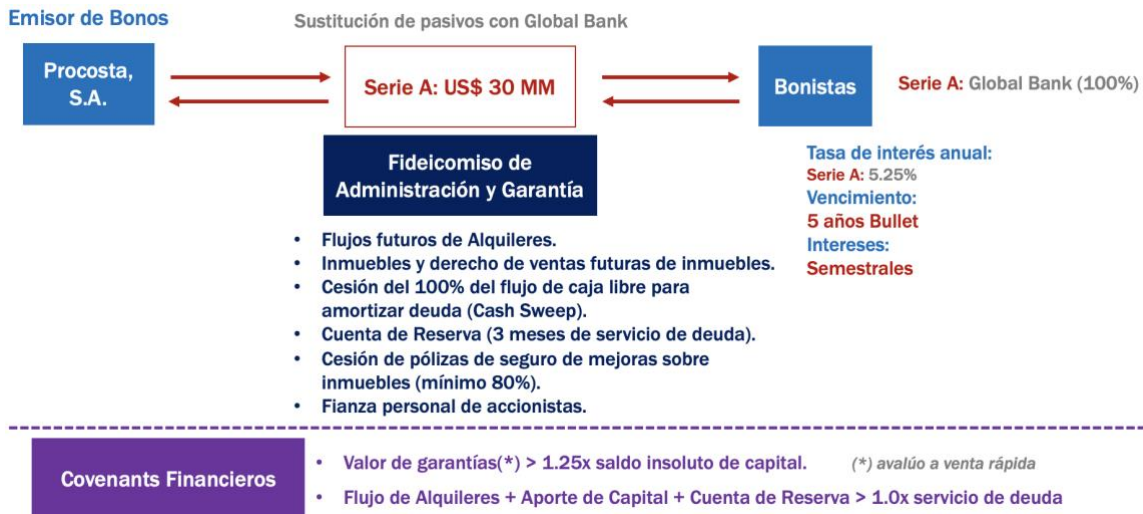 Emisor de Bonos
Sustitución de pasivos con Global Bank
Procosta,
S.A.
Serie A: US$ 30 MM
Bonistas
Serie A: Global Bank (100%)
Fideicomiso de
Administración y Garantía
Tasa de interés anual:
Serie A: 5.25%
Vencimiento:
5 años Bullet
Intereses:
Semestrales
• Flujos futuros de Alquileres.
• Inmuebles y derecho de ventas futuras de inmuebles.
• Cesión del 100% del flujo de caja libre para
amortizar deuda (Cash Sweep).
• Cuenta de Reserva (3 meses de servicio de deuda).
• Cesión de pólizas de seguro de mejoras sobre
inmuebles (mínimo 80%).
• Fianza personal de accionistas.
Covenants Financieros
• Valor de garantías(*) > 1.25x saldo insoluto de capital. (*) avalúo a venta rápida
• Flujo de Alquileres + Aporte de Capital + Cuenta de Reserva > 1.0x servicio de deuda